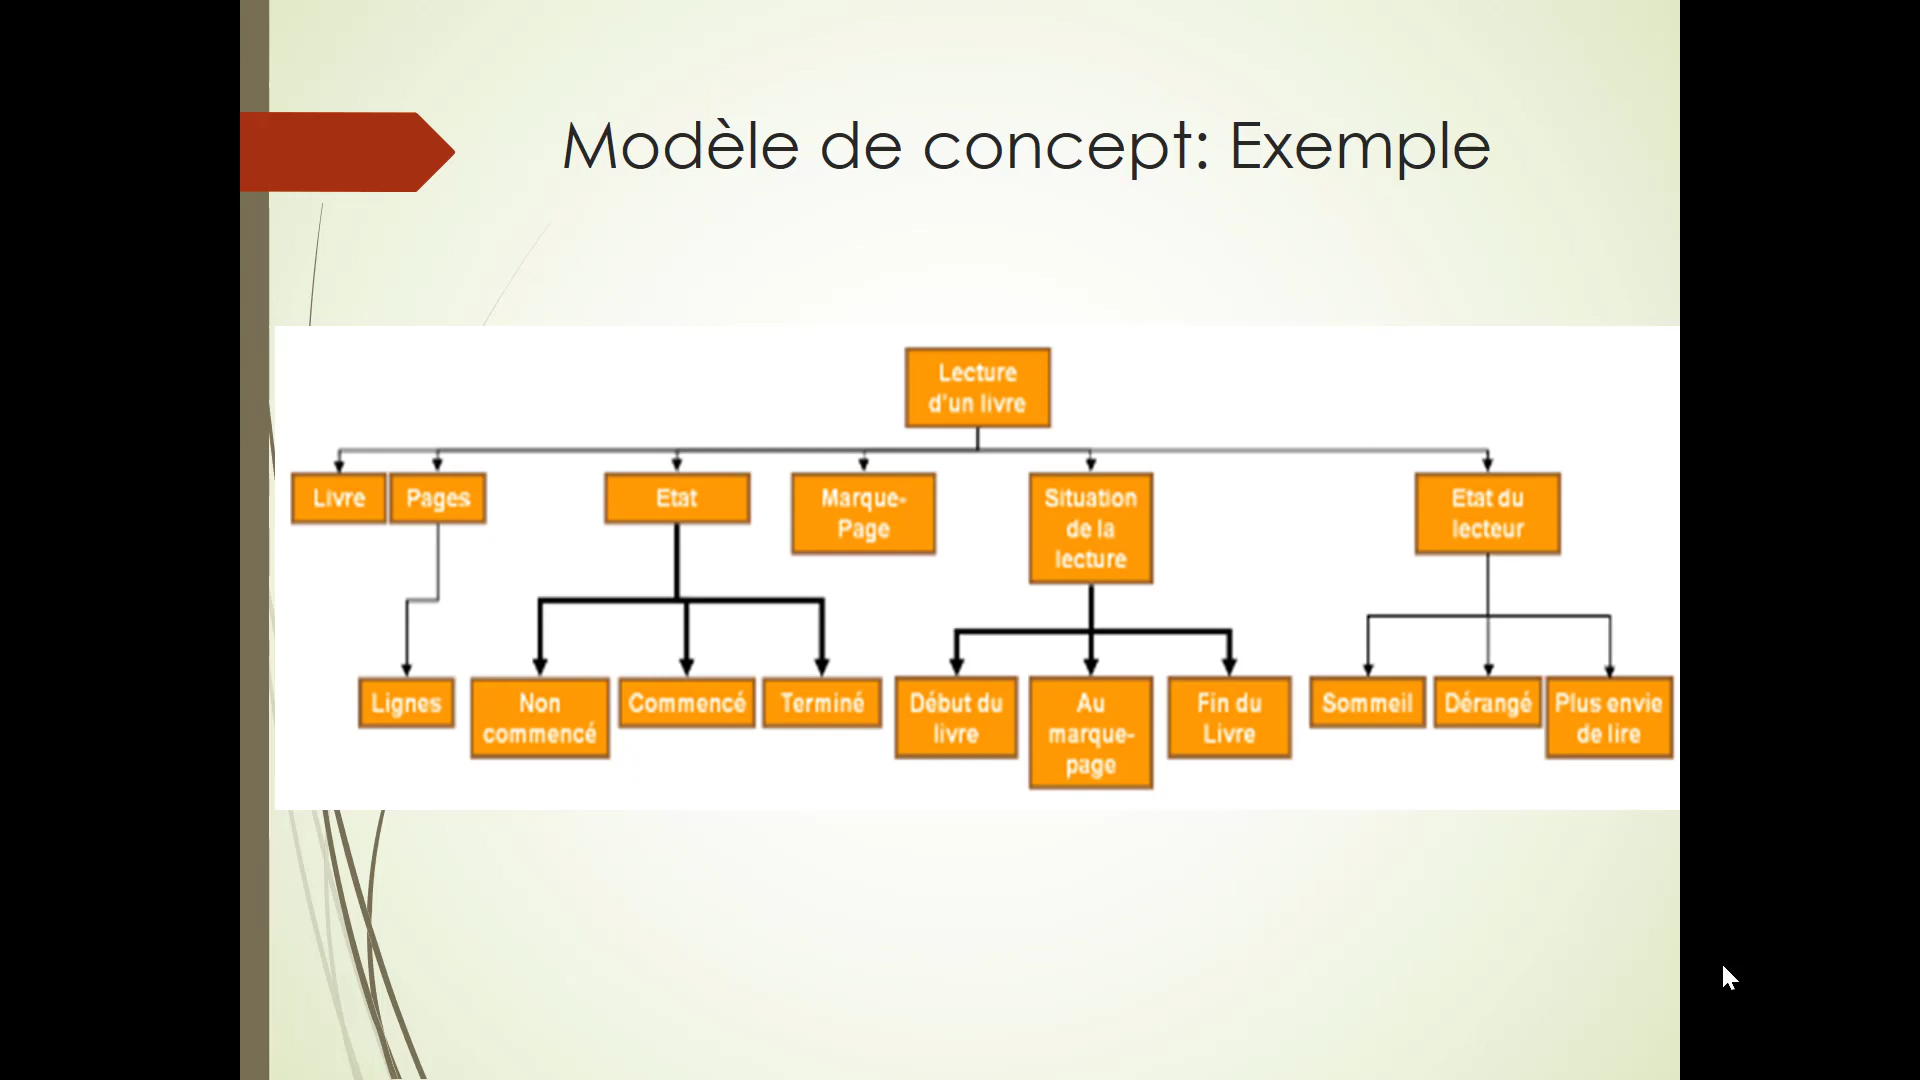 Modèle de concept: Exemple
Lecture
d'un livre
Livre
Pages
Etat
Marque-
Page
Situation
de la
lecture
Etat du
lecteur
Lignes
Non
commencé
Commencé
Terminé
Début du
livre
Au
marque-
page
Fin du
Livre
Sommeil
Dérangé
Plus envie
de lire